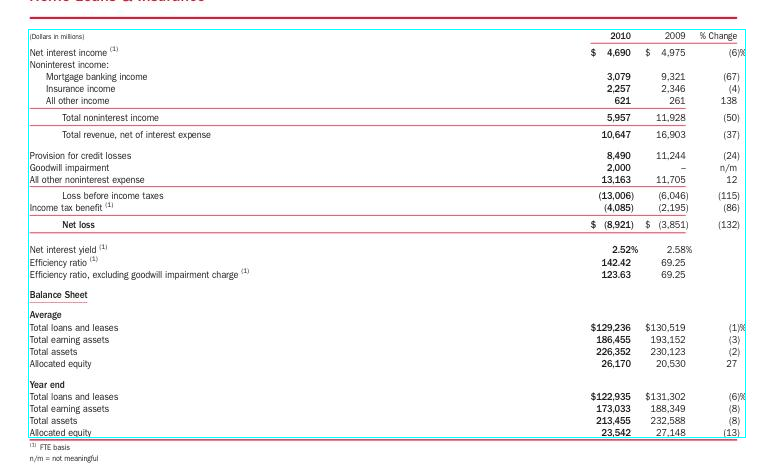 Home Loans & Insurance
(Dollars in millions) 2010 2009 % Change
Net interest income (1) $ 4,690 $ 4,975 (6)%
Noninterest income:
Mortgage banking income 3,079 9,321 (67)
Insurance income 2,257 2,346 (4)
All other income 621 261 138
Total noninterest income 5,957 11,928 (50)
Total revenue, net of interest expense 10,647 16,903 (37)
Provision for credit losses 8,490 11,244 (24)
Goodwill impairment 2,000 – n/m
All other noninterest expense 13,163 11,705 12
Loss before income taxes (13,006) (6,046) (115)
Income tax benefit (1) (4,085) (2,195) (86)
Net loss $ (8,921) $ (3,851) (132)
Net interest yield (1) 2.52% 2.58%
Efficiency ratio (1) 142.42 69.25
Efficiency ratio, excluding goodwill impairment charge (1) 123.63 69.25
Balance Sheet
Average
Total loans and leases $129,236 $130,519 (1)%
Total earning assets 186,455 193,152 (3)
Total assets 226,352 230,123 (2)
Allocated equity 26,170 20,530 27
Year end
Total loans and leases $122,935 $131,302 (6)%
Total earning assets 173,033 188,349 (8)
Total assets 213,455 232,588 (8)
Allocated equity 23,542 27,148 (13)
(1) FTE basis
n/m = not meaningful